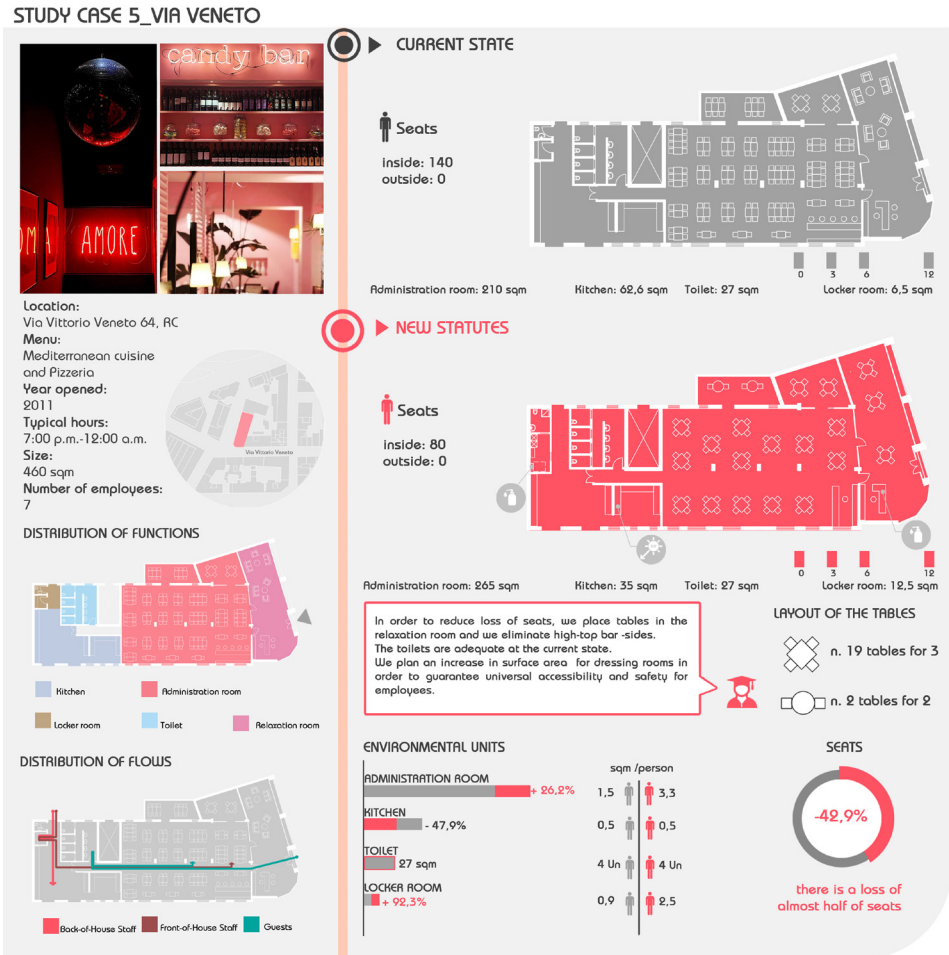 STUDY CASE 5_VIA VENETO
candy bar
OM
A
AMORE
Location:
Via Vittorio Veneto 64, RC
Menu:
Mediterranean cuisine
and Pizzeria
Year opened:
2011
Typical hours:
7:00 p.m.-12:00 a.m.
Size:
460 sqm
Number of employees:
7
Via Vittorio Veneto
DISTRIBUTION OF FUNCTIONS
Kitchen
Administration room
Locker room
Toilet
Relaxation room
DISTRIBUTION OF FLOWS
Back-of-House Staff
Front-of-House Staff
Guests
CURRENT STATE
Seats
inside: 140
outside: 0
0 3 6 12
Administration room: 210 sqm
Kitchen: 62,6 sqm
Toilet: 27 sqm
Locker room: 6,5 sqm
NEW STATUTES
Seats
inside: 80
outside: 0
0 3 6 12
Administration room: 265 sqm
Kitchen: 35 sqm
Toilet: 27 sqm
Locker room: 12,5 sqm
In order to reduce loss of seats, we place tables in the
relaxation room and we eliminate high-top bar -sides.
The toilets are adequate at the current state.
We plan an increase in surface area for dressing rooms in
order to guarantee universal accessibility and safety for
employees.
LAYOUT OF THE TABLES
n. 19 tables for 3
n. 2 tables for 2
ENVIRONMENTAL UNITS
sqm /person
ADMINISTRATION ROOM
+ 26,2%
1,5
3,3
KITCHEN
- 47,9%
0,5
0,5
TOILET
27 sqm
4 Un
4 Un
LOCKER ROOM
+ 92,3%
0,9
2,5
SEATS
-42,9%
there is a loss of
almost half of seats